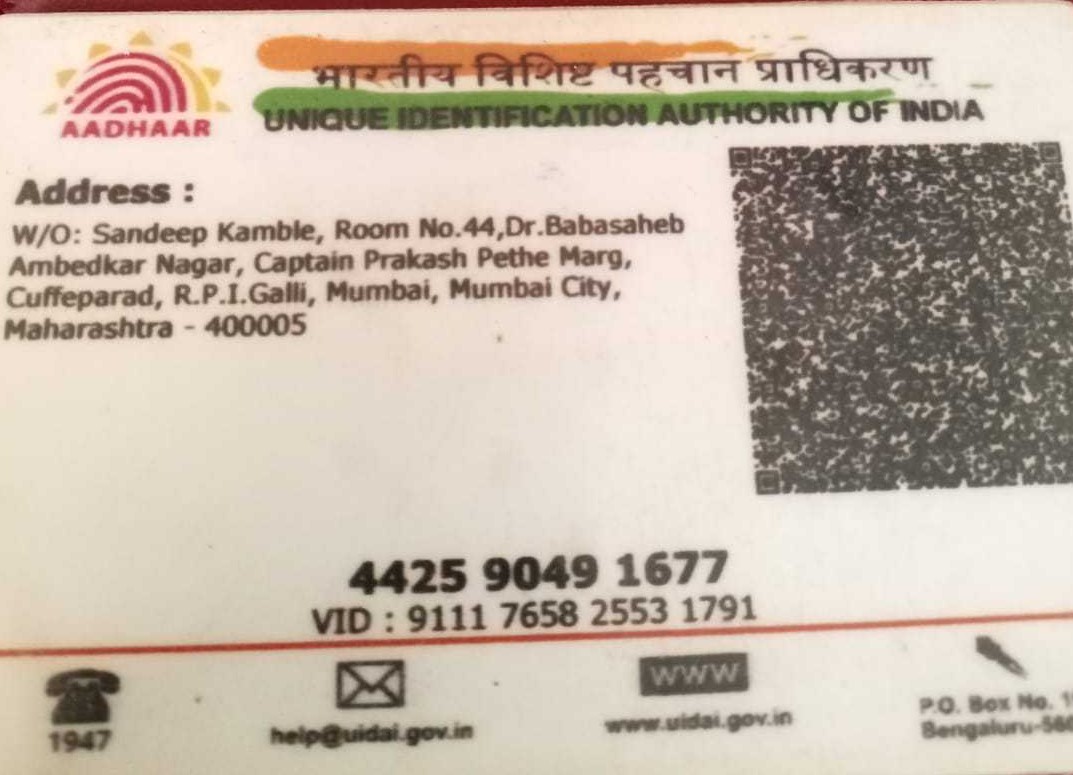 भारतीय विशिष्ट पहचान प्राधिकरण
AADHAAR
UNIQUE IDENTIFICATION AUTHORITY OF INDIA
Address :
W/O: Sandeep Kamble, Room No.44,Dr.Babasaheb
Ambedkar Nagar, Captain Prakash Pethe Marg,
Cuffeparad, R.P.I.Galli, Mumbai, Mumbai City,
Maharashtra - 400005
4425 9049 1677
VID : 9111 7658 2553 1791
1947
help@uidai.gov.in
WWW
www.uidai.gov.in
P.O. Box No.
Bengaluru-